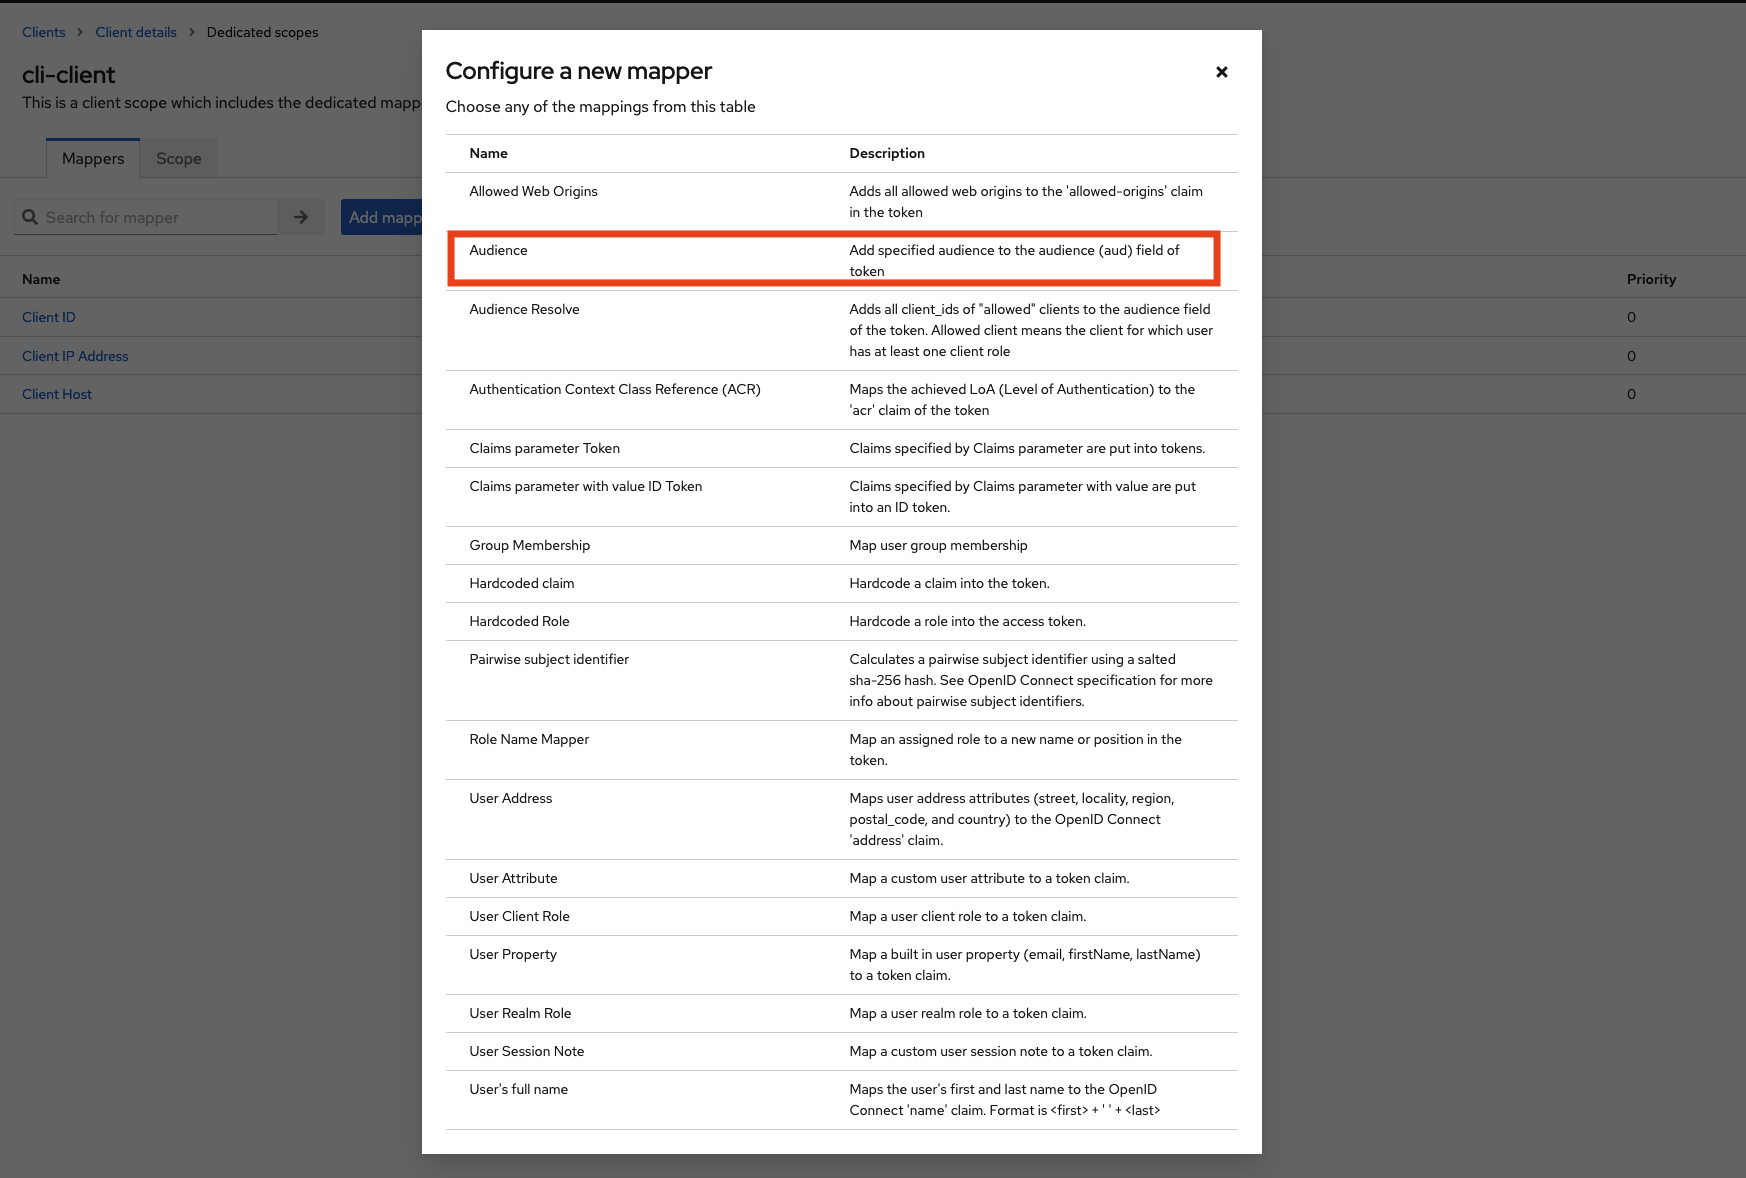 Clients > Client details > Dedicated scopes
cli-client
This is a client scope which includes the dedicated mapp
Mappers Scope
Search for mapper Add mapp
Name Priority
Client ID 0
Client IP Address 0
Client Host 0
Configure a new mapper
Choose any of the mappings from this table
Name Description
Allowed Web Origins Adds all allowed web origins to the 'allowed-origins' claim
in the token
Audience Add specified audience to the audience (aud) field of
token
Audience Resolve Adds all client_ids of "allowed" clients to the audience field
of the token. Allowed client means the client for which user
has at least one client role
Authentication Context Class Reference (ACR) Maps the achieved LoA (Level of Authentication) to the
'acr' claim of the token
Claims parameter Token Claims specified by Claims parameter are put into tokens.
Claims parameter with value ID Token Claims specified by Claims parameter with value are put
into an ID token.
Group Membership Map user group membership
Hardcoded claim Hardcode a claim into the token.
Hardcoded Role Hardcode a role into the access token.
Pairwise subject identifier Calculates a pairwise subject identifier using a salted
sha-256 hash. See OpenID Connect specification for more
info about pairwise subject identifiers.
Role Name Mapper Map an assigned role to a new name or position in the
token.
User Address Maps user address attributes (street, locality, region,
postal_code, and country) to the OpenID Connect
'address' claim.
User Attribute Map a custom user attribute to a token claim.
User Client Role Map a user client role to a token claim.
User Property Map a built in user property (email, firstName, lastName)
to a token claim.
User Realm Role Map a user realm role to a token claim.
User Session Note Map a custom user session note to a token claim.
User's full name Maps the user's first and last name to the OpenID
Connect 'name' claim. Format is <first> + ' ' + <last>